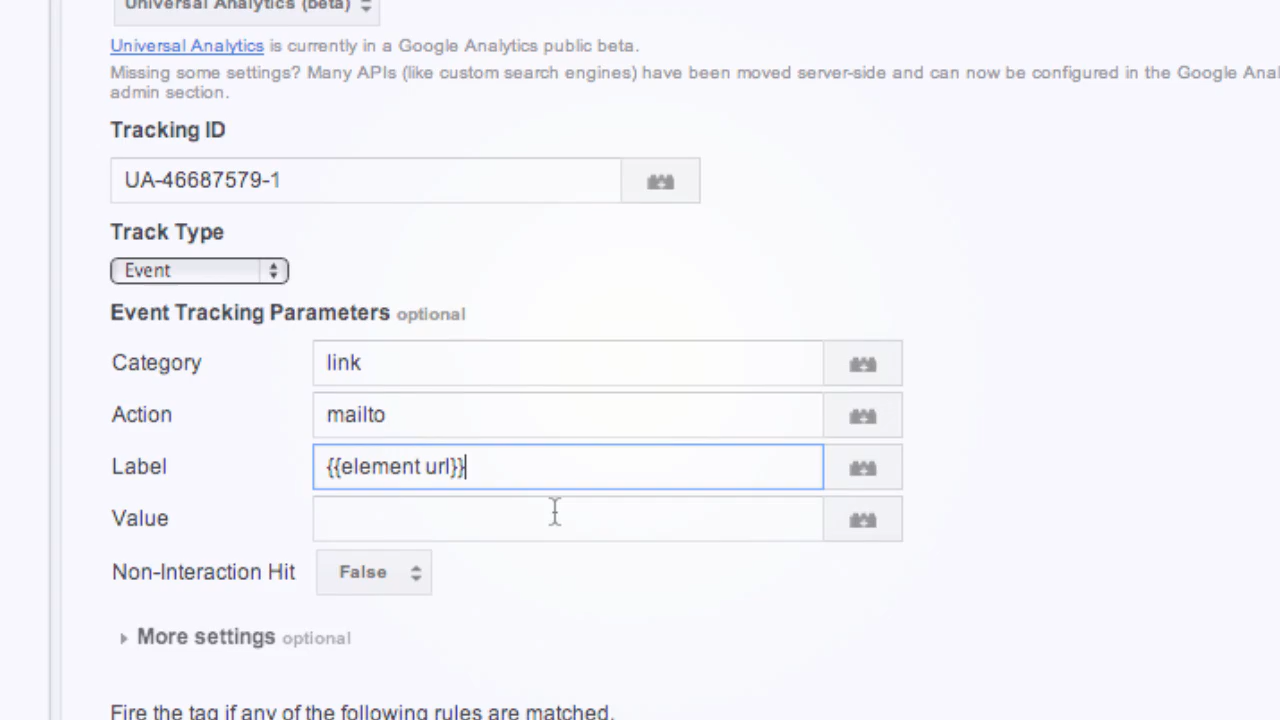 Universal Analytics (beta)
Universal Analytics is currently in a Google Analytics public beta.
Missing some settings? Many APIs (like custom search engines) have been moved server-side and can now be configured in the Google Anal
admin section.
Tracking ID
UA-46687579-1
Track Type
Event
Event Tracking Parameters optional
Category link
Action mailto
Label {{element url}}
Value
Non-Interaction Hit False
More settings optional
Fire the tag if any of the following rules are matched.